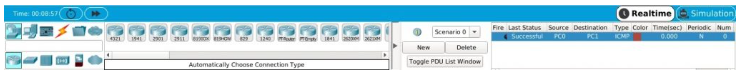 Time: 00:08:57
Realtime
Simulation
4321 1941 2901 2911 819IOX 819HGW 829 1240 PT-Router PT-Empty 1841 2620XM 2621XM
Scenario 0
New Delete
Toggle PDU List Window
Automatically Choose Connection Type
Fire Last Status Source Destination Type Color Time(sec) Periodic Num
Successful PC0 PC1 ICMP 0.000 N 0